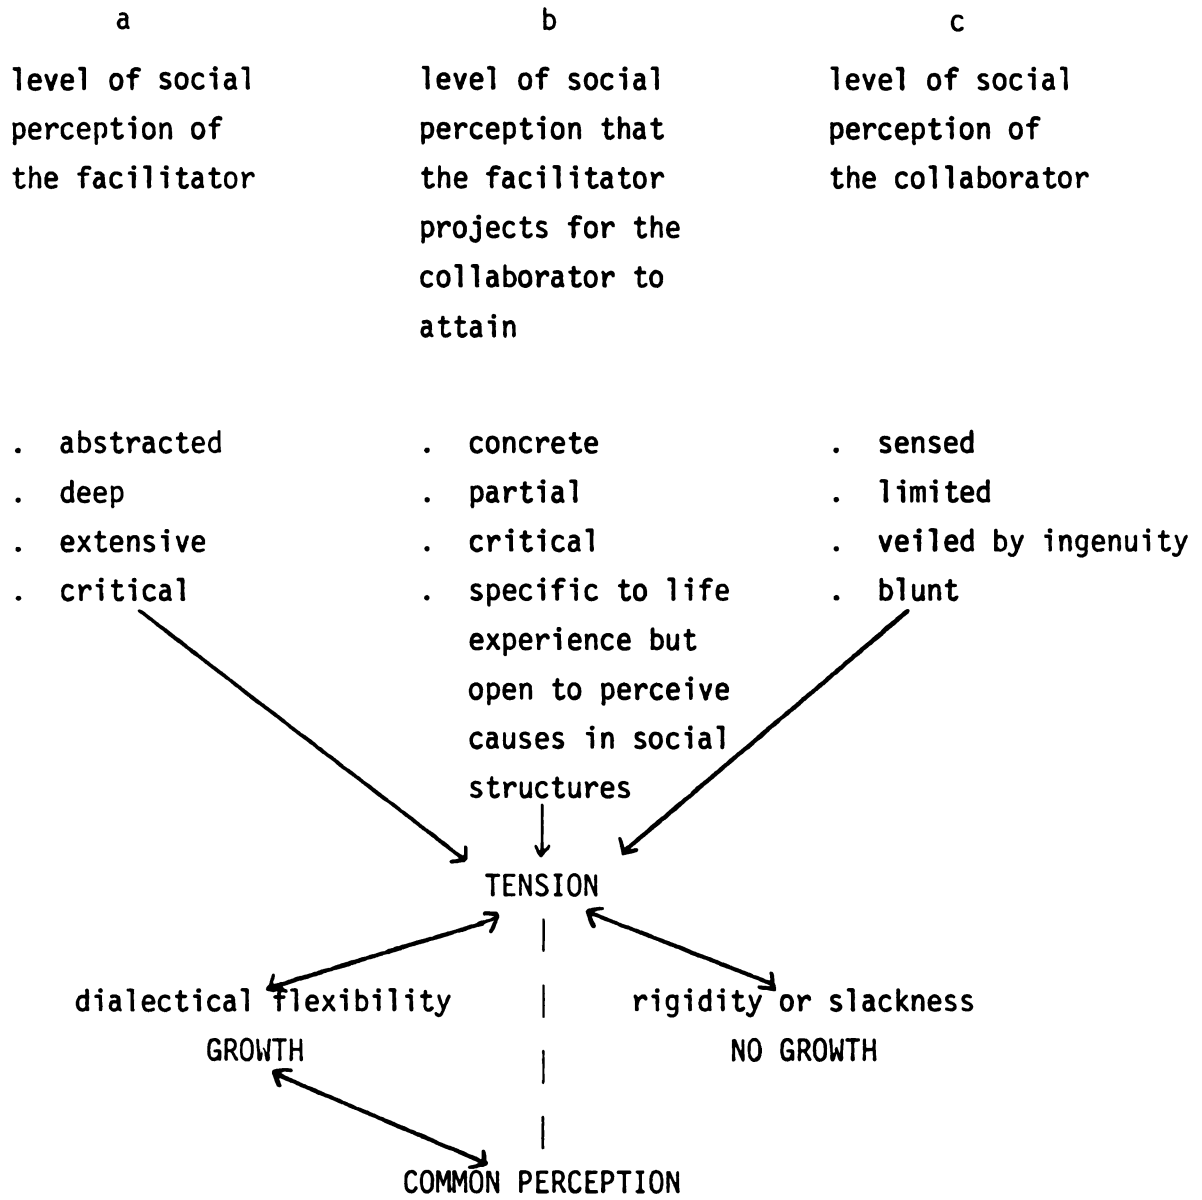 a
level of social
perception of
the facilitator
b
level of social
perception that
the facilitator
projects for the
collaborator to
attain
c
level of social
perception of
the collaborator
. abstracted
. deep
. extensive
. critical
. concrete
. partial
. critical
. specific to life
experience but
open to perceive
causes in social
structures
. sensed
. limited
. veiled by ingenuity
. blunt
TENSION
dialectical flexibility
GROWTH
rigidity or slackness
NO GROWTH
COMMON PERCEPTION